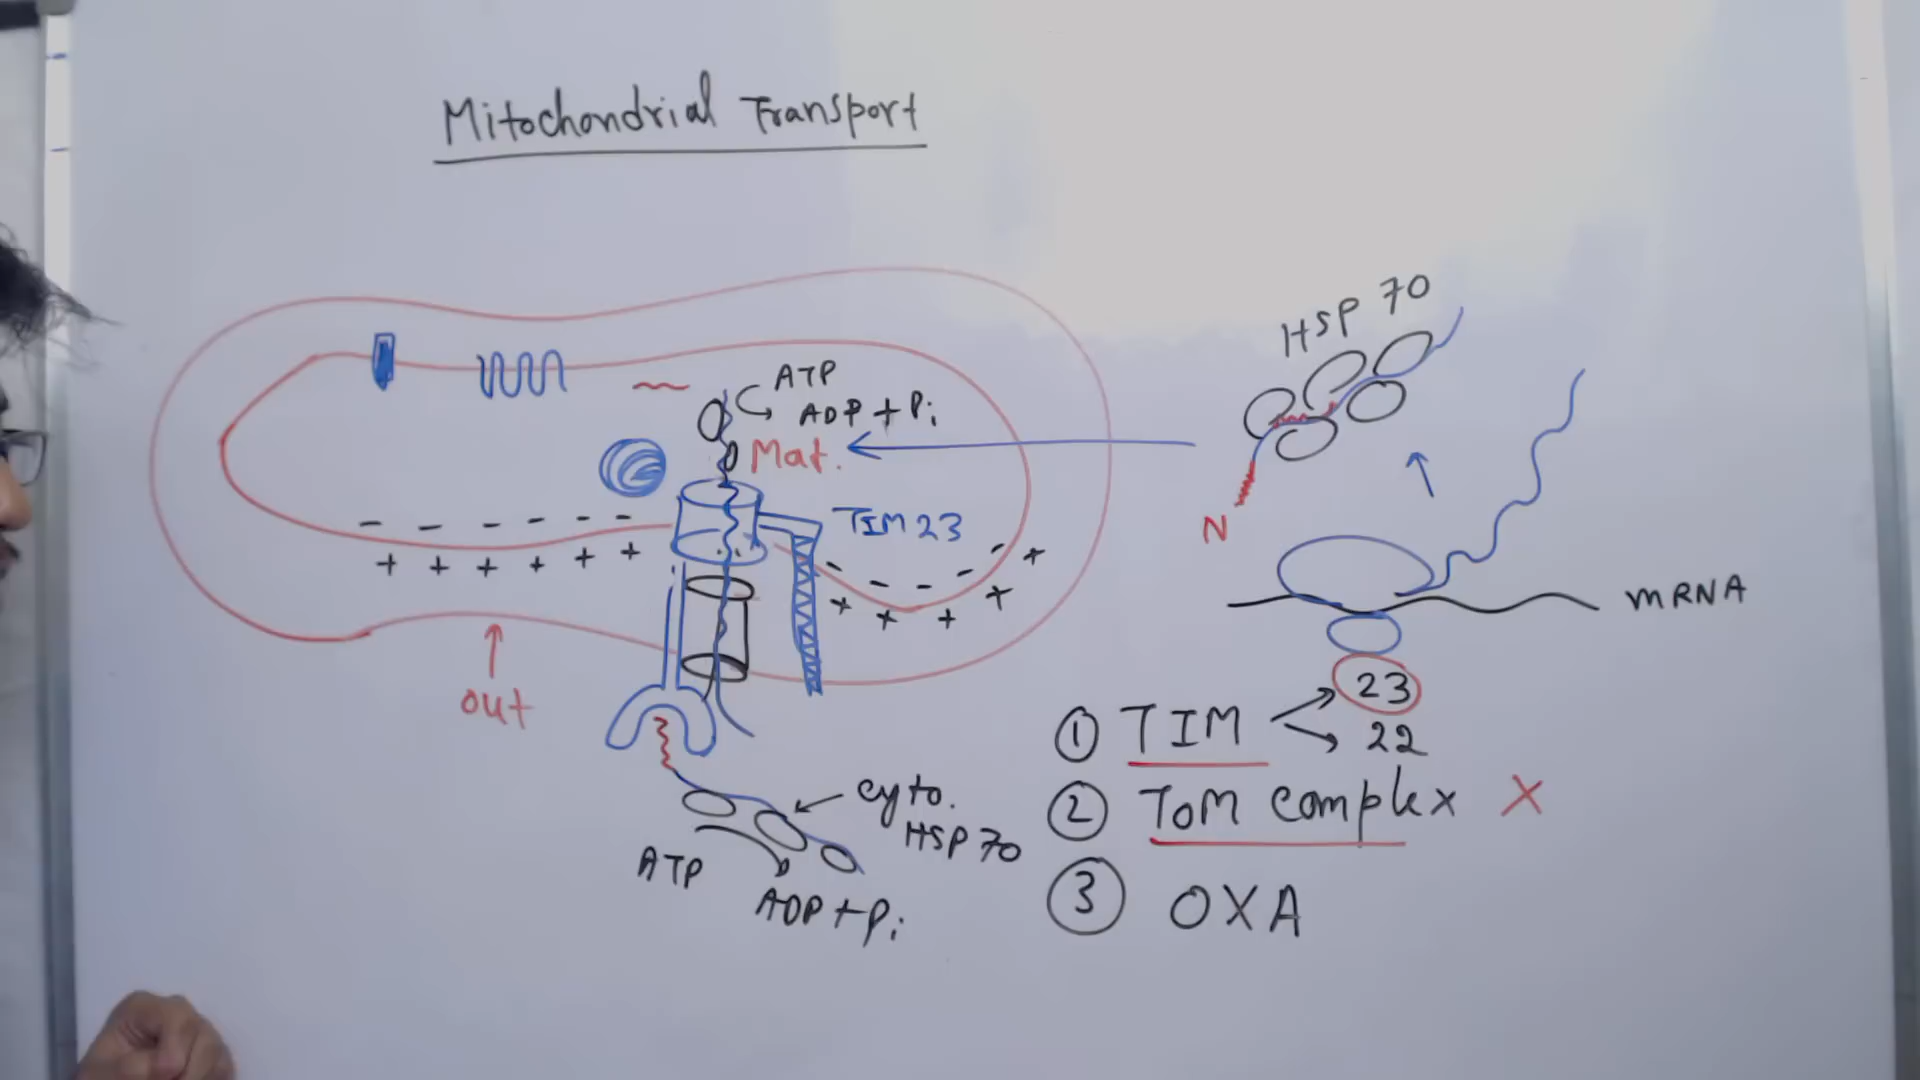 Mitochondrial Transport
HSP 70
ATP
ADP + Pi
Mat.
N
TIM 23
- - - - - -
+ + + + + +
- - - - -
+ + + + + +
mRNA
out
① TIM → 23
→ 22
② TOM Complex X
③ OXA
cyto.
HSP 70
ATP
ADP + Pi